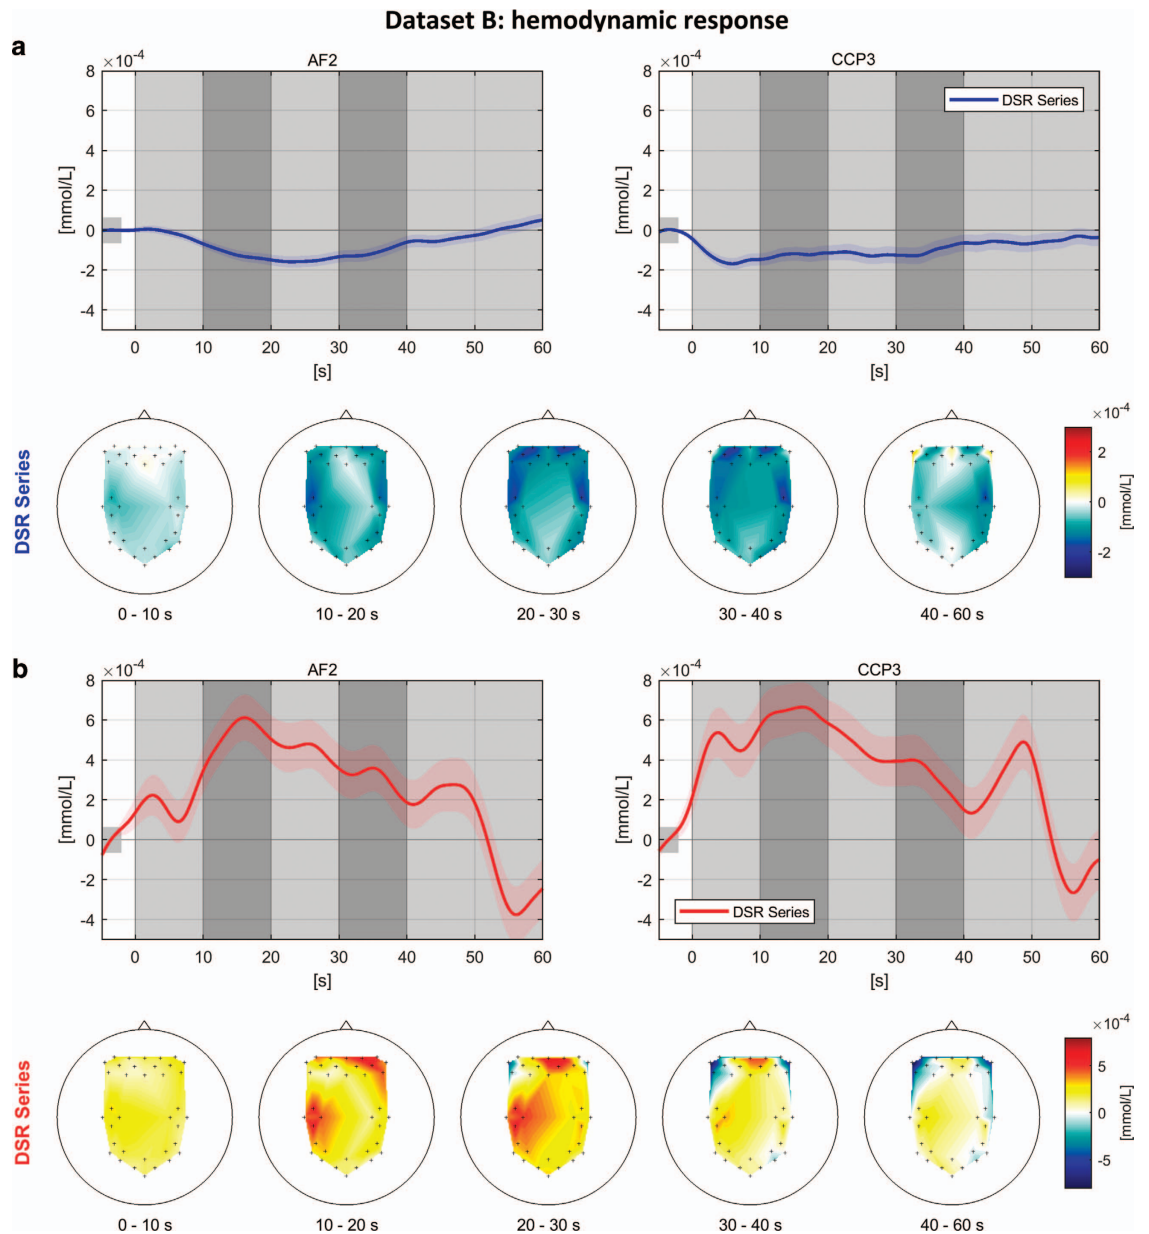 Dataset B: hemodynamic response
a
×10-4
AF2
8
6
4
2
0
-2
-4
[mmol/L]
0 10 20 30 40 50 60
[s]
×10-4
CCP3
DSR Series
8
6
4
2
0
-2
-4
[mmol/L]
0 10 20 30 40 50 60
[s]
DSR Series
0 - 10 s
10 - 20 s
20 - 30 s
30 - 40 s
40 - 60 s
×10-4
2
0
-2
[mmol/L]
b
×10-4
AF2
8
6
4
2
0
-2
-4
[mmol/L]
0 10 20 30 40 50 60
[s]
×10-4
CCP3
8
6
4
2
0
-2
-4
[mmol/L]
DSR Series
0 10 20 30 40 50 60
[s]
DSR Series
0 - 10 s
10 - 20 s
20 - 30 s
30 - 40 s
40 - 60 s
×10-4
5
0
-5
[mmol/L]